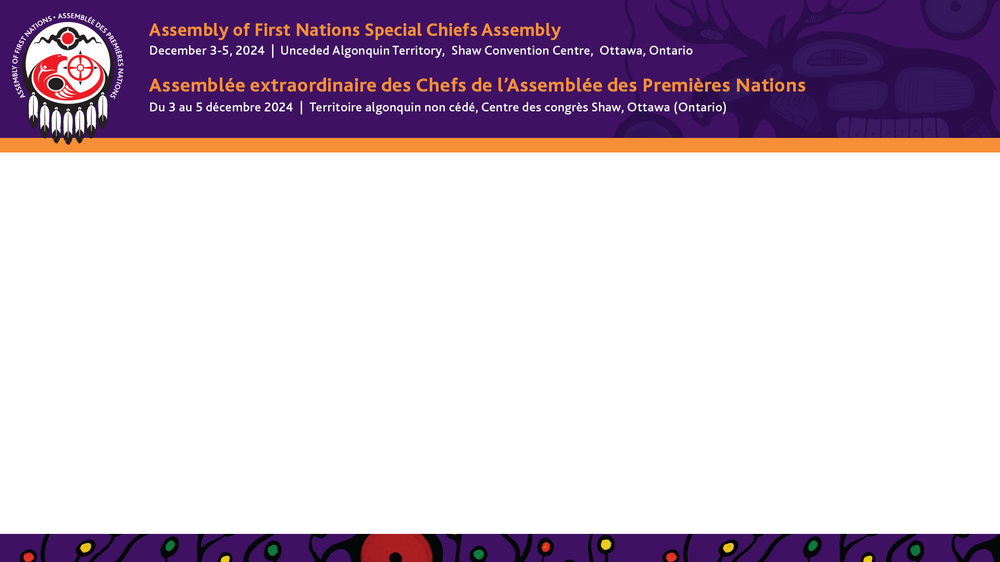 ASSEMBLY OF FIRST NATIONS • ASSEMBLÉE DES PREMIÈRES NATIONS
Assembly of First Nations Special Chiefs Assembly
December 3-5, 2024 | Unceded Algonquin Territory, Shaw Convention Centre, Ottawa, Ontario
Assemblée extraordinaire des Chefs de l’Assemblée des Premières Nations
Du 3 au 5 décembre 2024 | Territoire algonquin non cédé, Centre des congrès Shaw, Ottawa (Ontario)